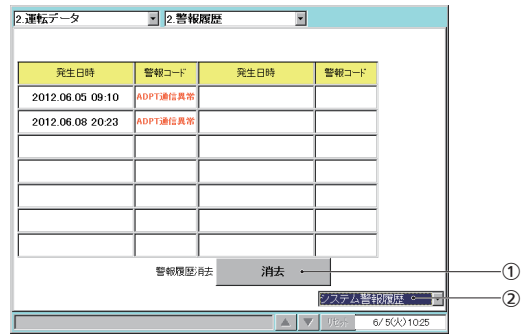 2.運転データ 2.警報履歴
発生日時 警報コード 発生日時 警報コード
2012.06.05 09:10 ADPT通信異常
2012.06.08 20:23 ADPT通信異常
警報履歴消去 消去 ①
システム警報履歴 ②
▲ ▼ リセット 6/ 5(火)10:25